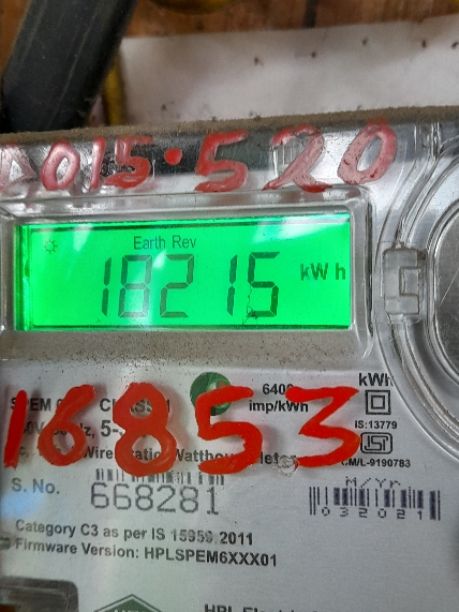 015.520
Earth Rev
18215 kWh
16853
6400
imp/kWh
kWh
IS:13779
CM/L-9190783
S. No. 668281
M/Yr
032021
Category C3 as per IS 15959:2011
Firmware Version: HPLSPEM6XXX01